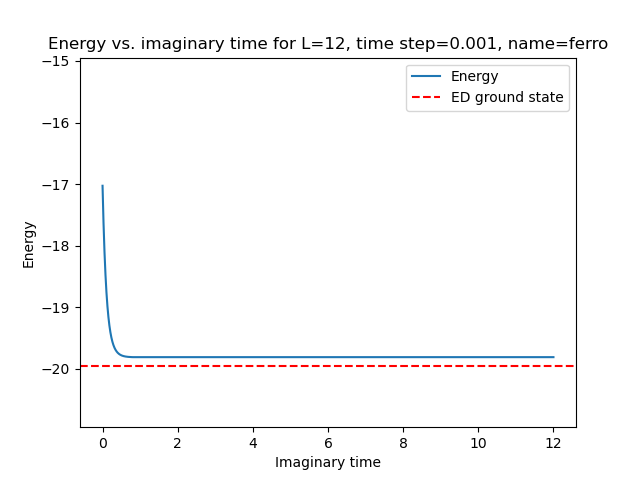 Energy vs. imaginary time for L=12, time step=0.001, name=ferro
Energy
ED ground state
−15
−16
−17
−18
−19
−20
Energy
0 2 4 6 8 10 12
Imaginary time